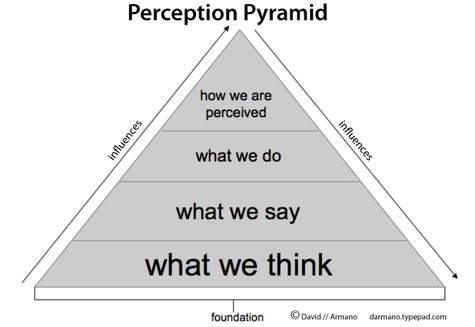 Perception Pyramid
how we are
perceived
influences
influences
what we do
what we say
what we think
foundation
© David // Armano darmano.typepad.com